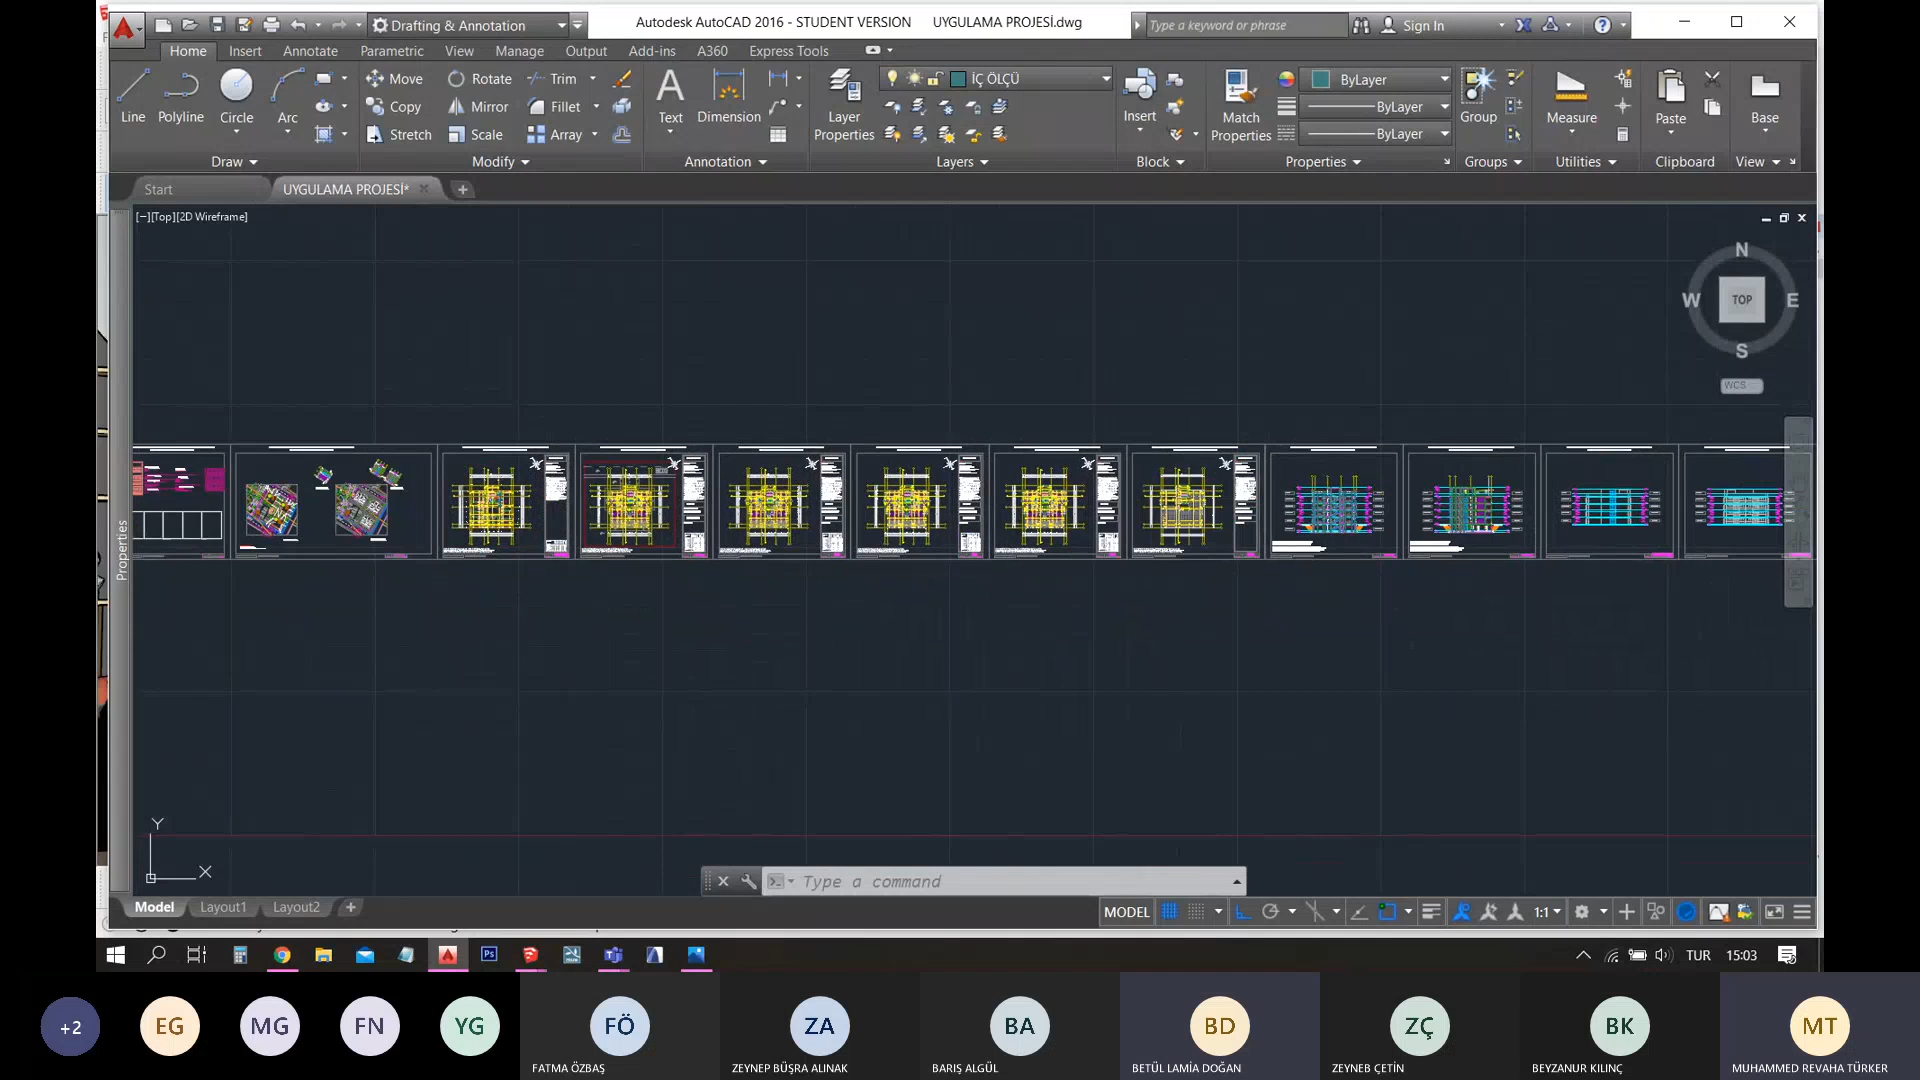 Drafting & Annotation
Autodesk AutoCAD 2016 - STUDENT VERSION UYGULAMA PROJESİ.dwg
Type a keyword or phrase
Sign In
Home Insert Annotate Parametric View Manage Output Add-ins A360 Express Tools
Line Polyline Circle Arc
Move Rotate Trim
Copy Mirror Fillet
Stretch Scale Array
Text Dimension
Layer Properties
İÇ ÖLÇÜ
Insert
Match Properties
ByLayer
ByLayer
ByLayer
Group
Measure
Paste
Base
Draw Modify Annotation Layers Block Properties Groups Utilities Clipboard View
Start UYGULAMA PROJESİ*
[−][Top][2D Wireframe]
N
W TOP E
S
WCS
Properties
Y
X
Type a command
Model Layout1 Layout2
MODEL
1:1
Ps
TUR 15:03
+2 EG MG FN YG FÖ ZA BA BD ZÇ BK MT
FATMA ÖZBAŞ ZEYNEP BÜŞRA ALINAK BARIŞ ALGÜL BETÜL LAMİA DOĞAN ZEYNEB ÇETİN BEYZANUR KILINÇ MUHAMMED REVAHA TÜRKER